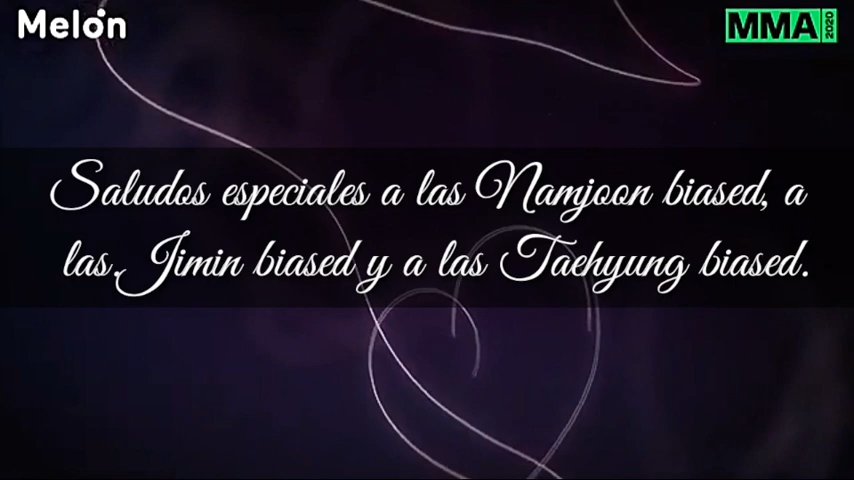 Melon
MMA 2020
Saludos especiales a las Namjoon biased, a
las Jimin biased y a las Taehyung biased.